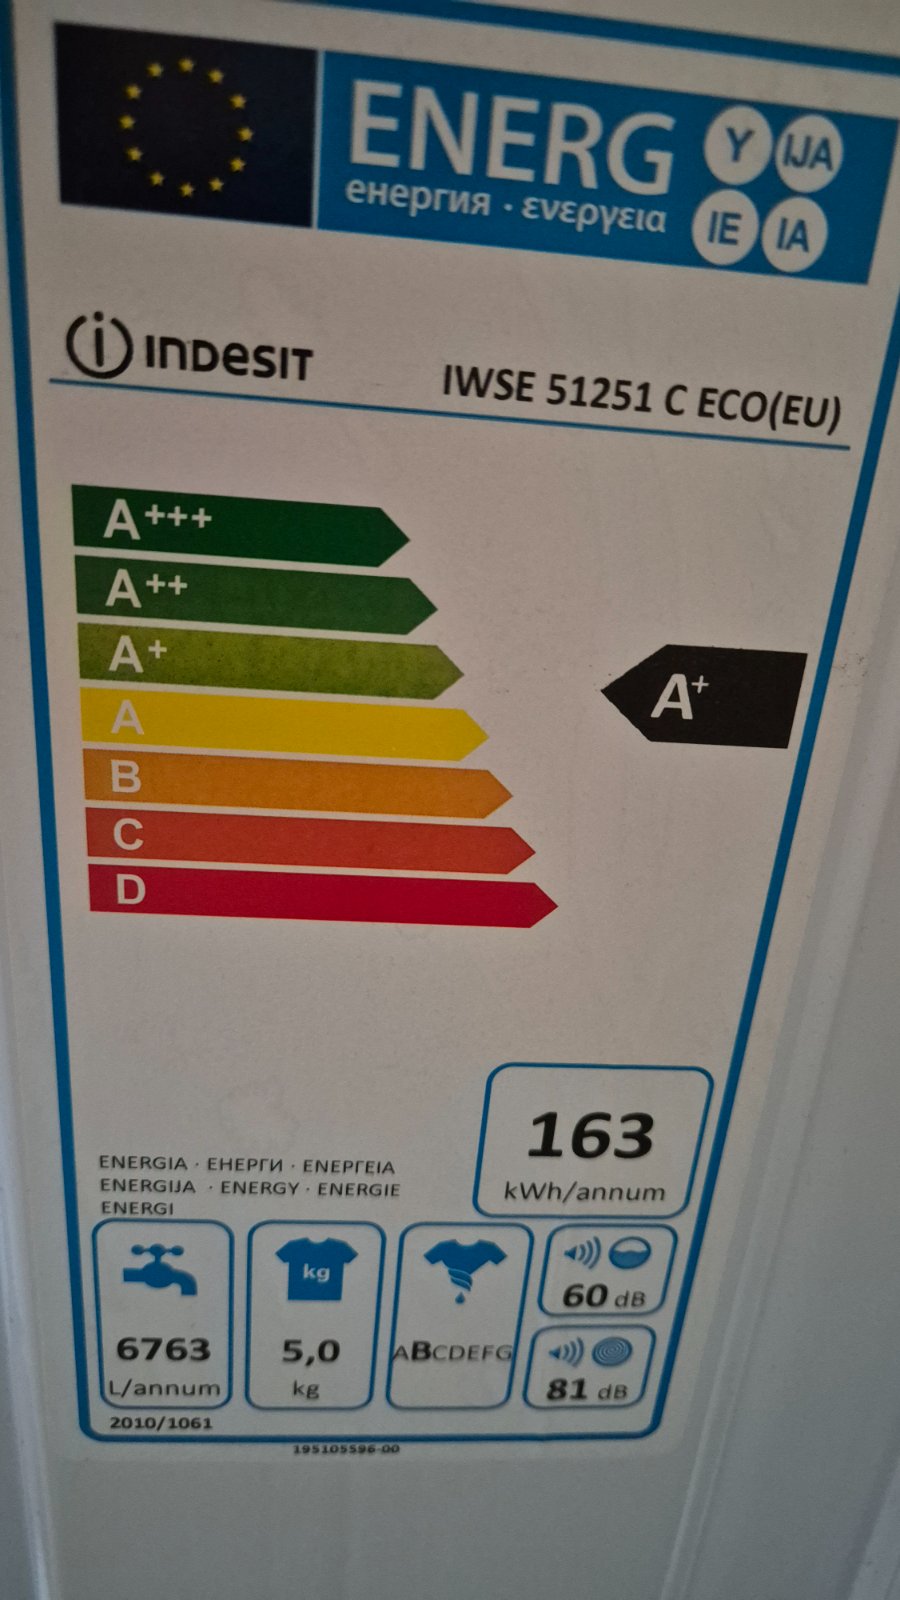 ENERG Y IJA
енергия · ενεργεια IE IA
INDESIT IWSE 51251 C ECO(EU)
A+++
A++
A+
A+
A
B
C
D
163
kWh/annum
ENERGIA · ЕНЕРГИ · ΕΝΕΡΓΕΙΑ
ENERGIJA · ENERGY · ENERGIE
ENERGI
6763
L/annum
kg
5,0
kg
ABCDEFG
60 dB
81 dB
2010/1061
195105596-00